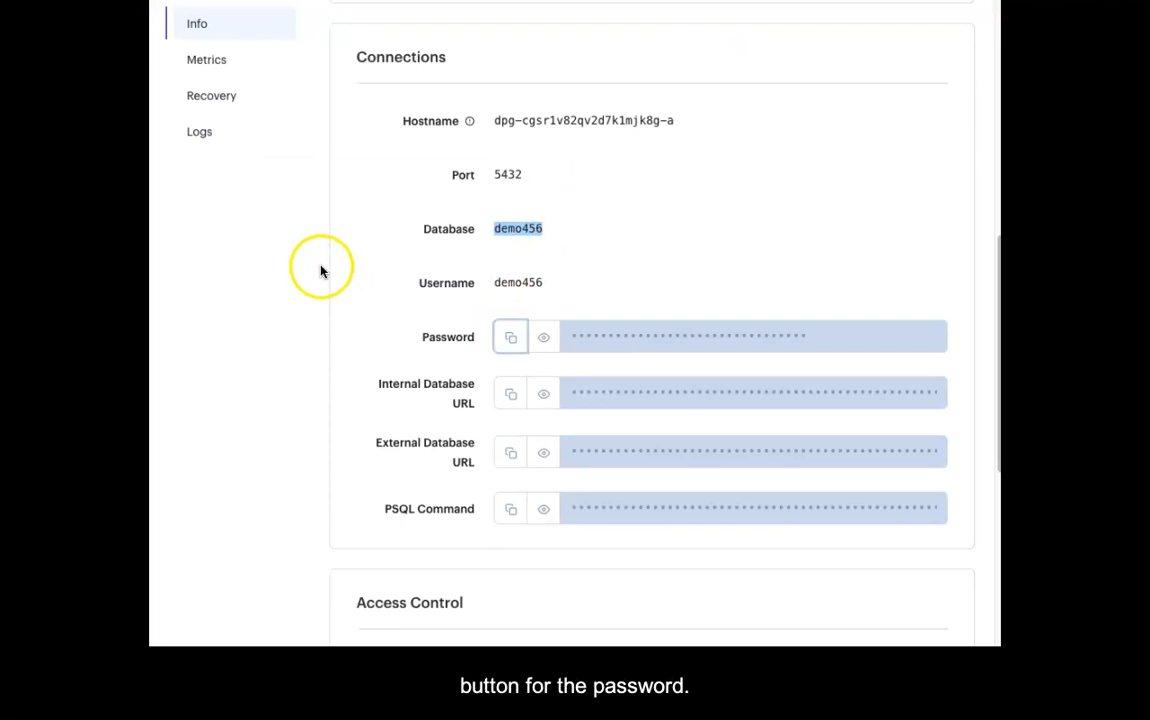 Info
Metrics
Recovery
Logs
Connections
Hostname dpg-cgsr1v82qv2d7k1mjk8g-a
Port 5432
Database demo456
Username demo456
Password ••••••••••••••••••••••••••••••••
Internal Database
URL
External Database
URL
PSQL Command
Access Control
button for the password.